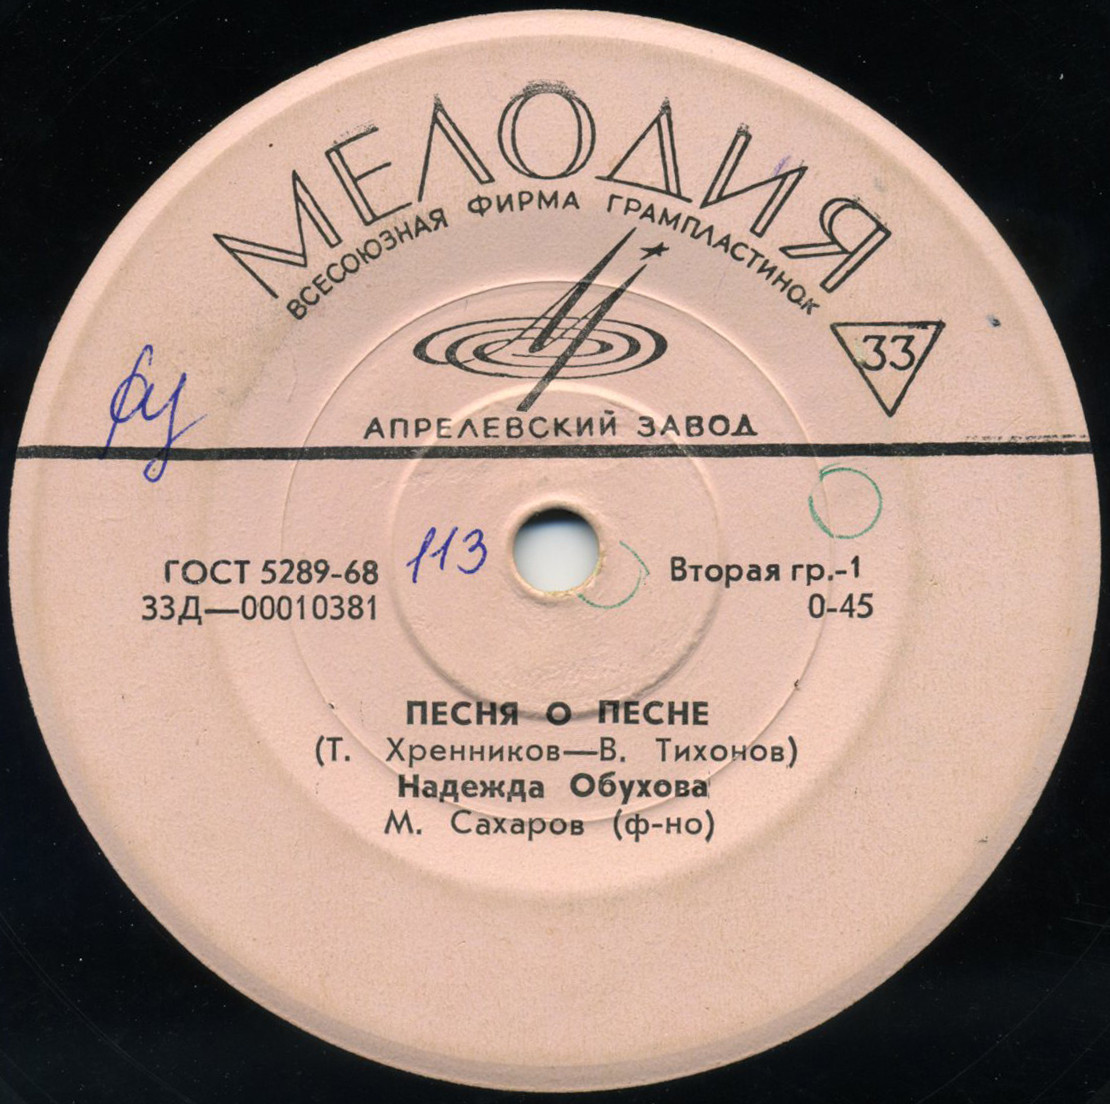 МЕЛОДИЯ
ВСЕСОЮЗНАЯ ФИРМА ГРАМПЛАСТИНОК
33
АПРЕЛЕВСКИЙ ЗАВОД
ГОСТ 5289-68 113 Вторая гр.-1
33Д—00010381 0-45
ПЕСНЯ О ПЕСНЕ
(Т. Хренников—В. Тихонов)
Надежда Обухова
М. Сахаров (ф-но)